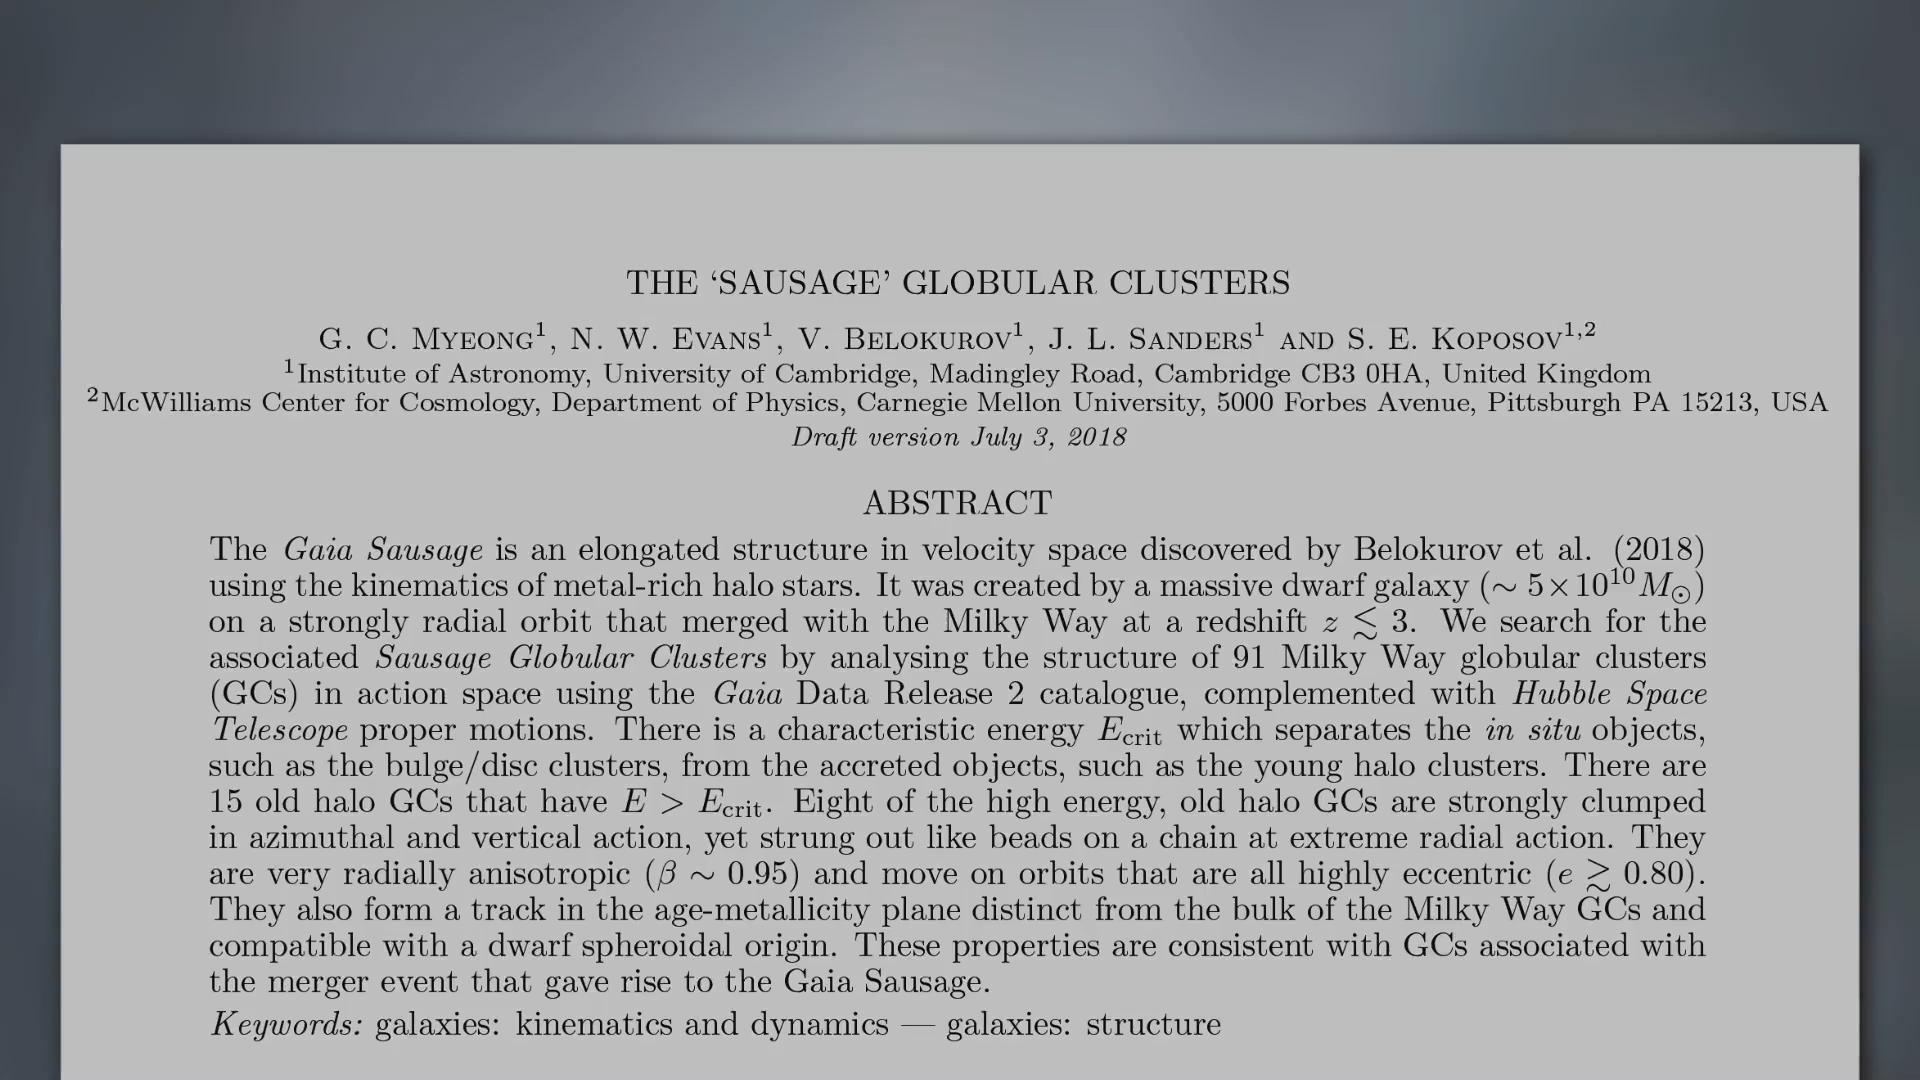 THE ‘SAUSAGE’ GLOBULAR CLUSTERS
G. C. Myeong¹, N. W. Evans¹, V. Belokurov¹, J. L. Sanders¹ and S. E. Koposov¹,²
¹Institute of Astronomy, University of Cambridge, Madingley Road, Cambridge CB3 0HA, United Kingdom
²McWilliams Center for Cosmology, Department of Physics, Carnegie Mellon University, 5000 Forbes Avenue, Pittsburgh PA 15213, USA
Draft version July 3, 2018
ABSTRACT
The Gaia Sausage is an elongated structure in velocity space discovered by Belokurov et al. (2018)
using the kinematics of metal-rich halo stars. It was created by a massive dwarf galaxy (∼ 5×10¹⁰M⊙)
on a strongly radial orbit that merged with the Milky Way at a redshift z ≲ 3. We search for the
associated Sausage Globular Clusters by analysing the structure of 91 Milky Way globular clusters
(GCs) in action space using the Gaia Data Release 2 catalogue, complemented with Hubble Space
Telescope proper motions. There is a characteristic energy E_crit which separates the in situ objects,
such as the bulge/disc clusters, from the accreted objects, such as the young halo clusters. There are
15 old halo GCs that have E > E_crit. Eight of the high energy, old halo GCs are strongly clumped
in azimuthal and vertical action, yet strung out like beads on a chain at extreme radial action. They
are very radially anisotropic (β ∼ 0.95) and move on orbits that are all highly eccentric (e ≳ 0.80).
They also form a track in the age-metallicity plane distinct from the bulk of the Milky Way GCs and
compatible with a dwarf spheroidal origin. These properties are consistent with GCs associated with
the merger event that gave rise to the Gaia Sausage.
Keywords: galaxies: kinematics and dynamics — galaxies: structure